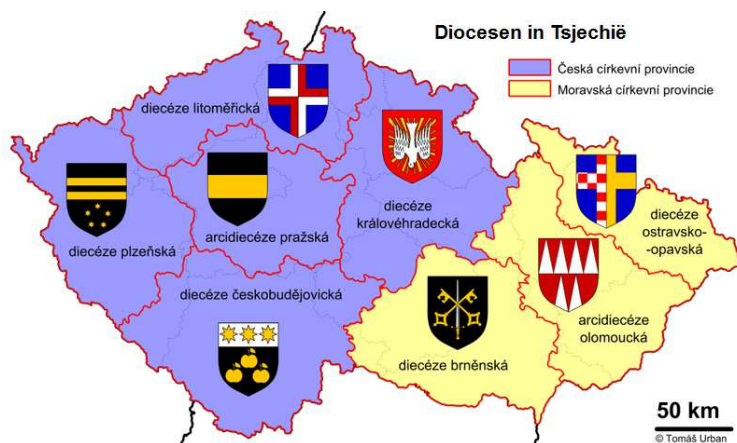 Diocesen in Tsjechië
Česká církevní provincie
Moravská církevní provincie
diecéze litoměřická
diecéze
královéhradecká
diecéze
ostravsko-
-opavská
arcidiecéze pražská
diecéze plzeňská
diecéze českobudějovická
arcidiecéze
olomoucká
diecéze brněnská
50 km
© Tomáš Urban